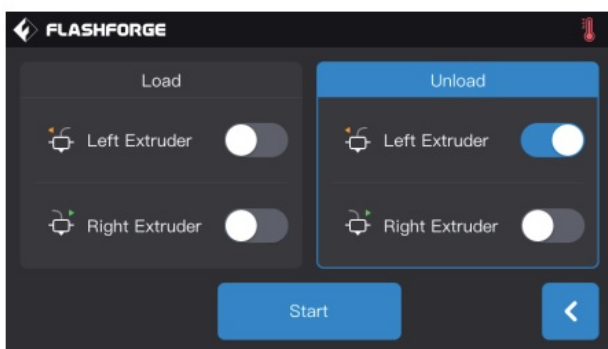 FLASHFORGE
Load
Left Extruder
Right Extruder
Unload
Left Extruder
Right Extruder
Start